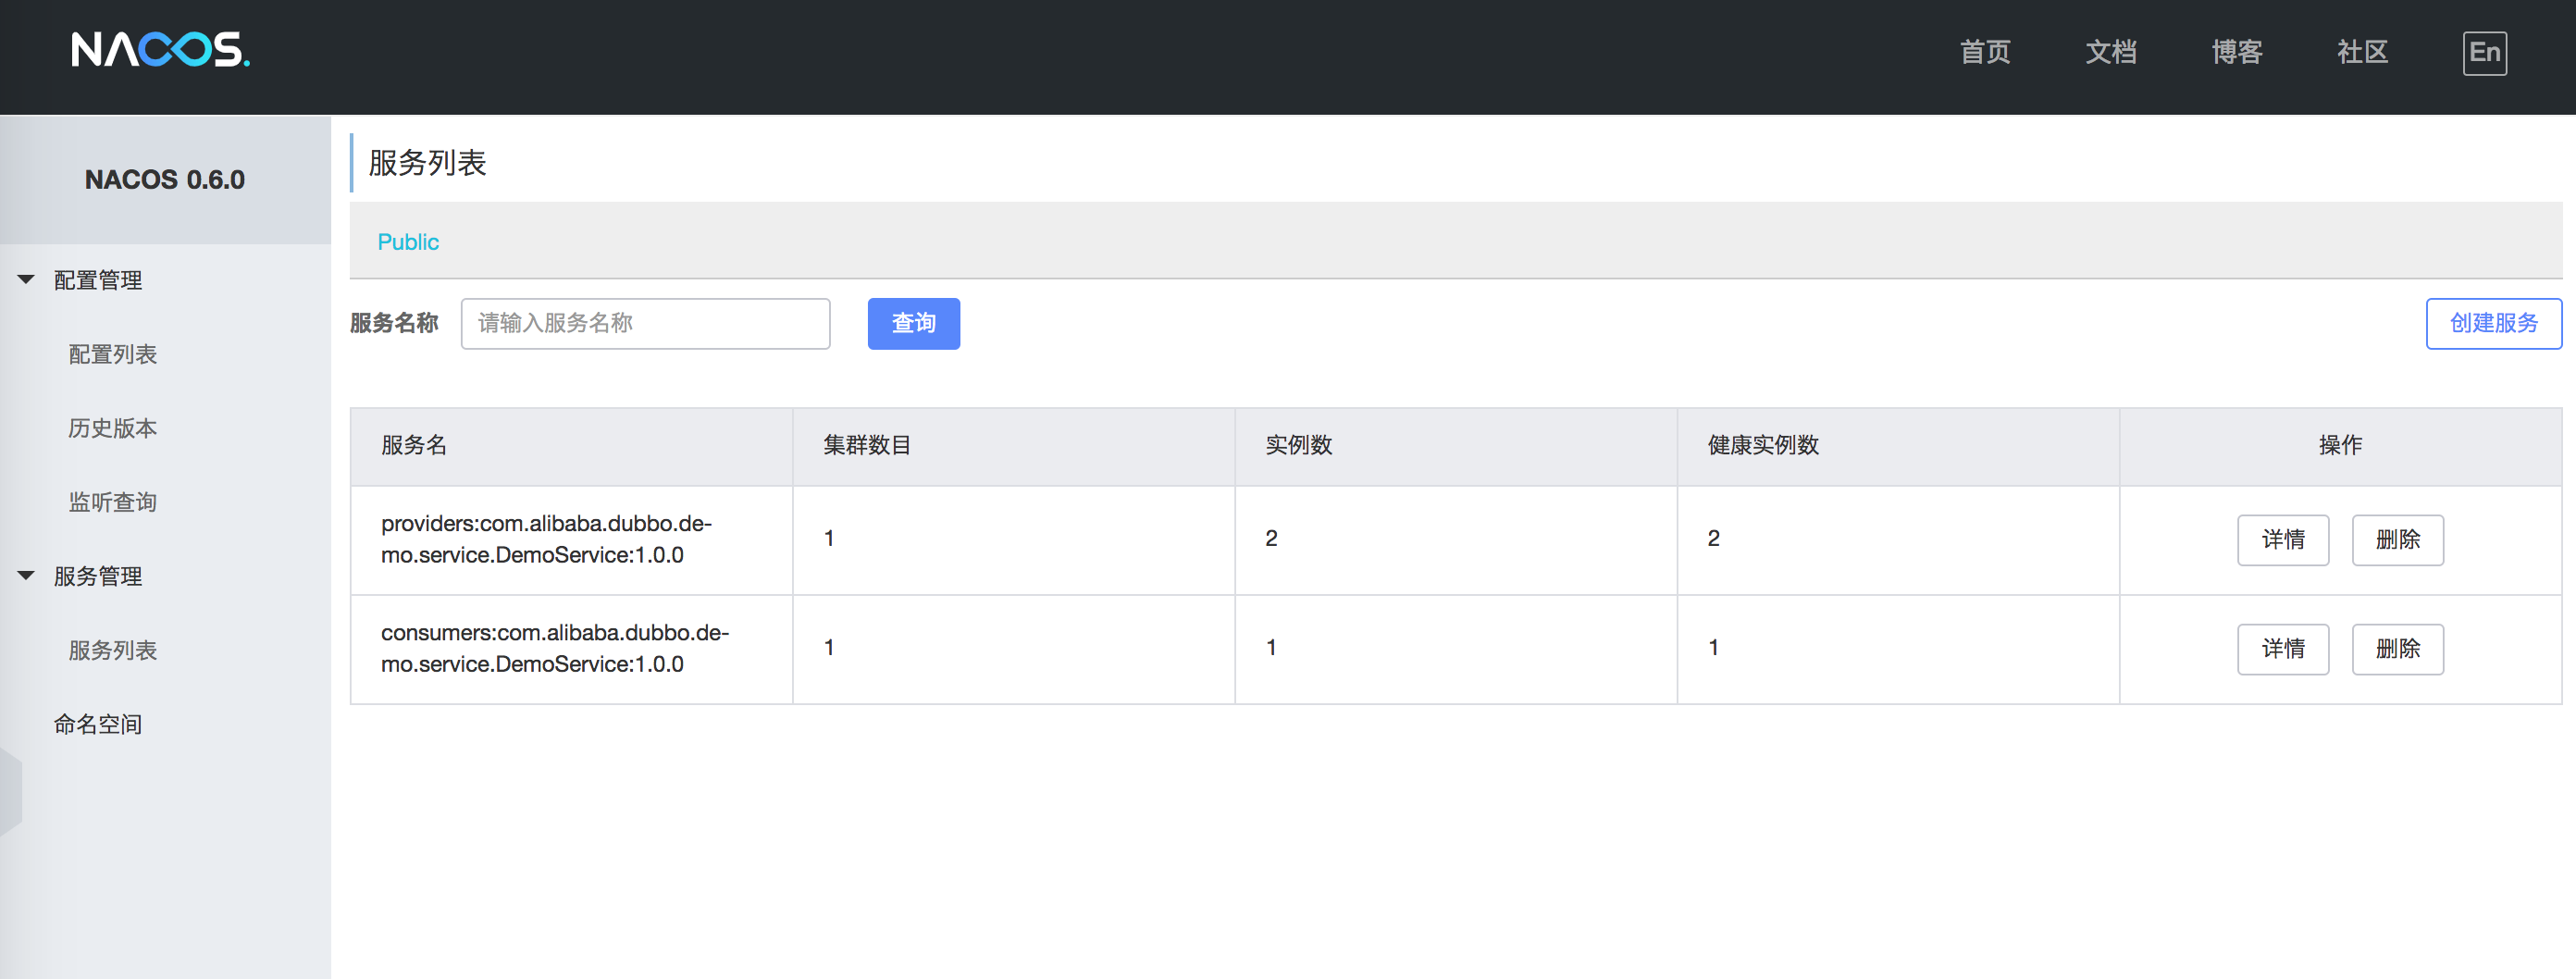 NACOS.
首页 文档 博客 社区 En
NACOS 0.6.0
配置管理
配置列表
历史版本
监听查询
服务管理
服务列表
命名空间
服务列表
Public
服务名称 请输入服务名称 查询 创建服务
服务名 集群数目 实例数 健康实例数 操作
providers:com.alibaba.dubbo.de-
mo.service.DemoService:1.0.0
1 2 2 详情 删除
consumers:com.alibaba.dubbo.de-
mo.service.DemoService:1.0.0
1 1 1 详情 删除